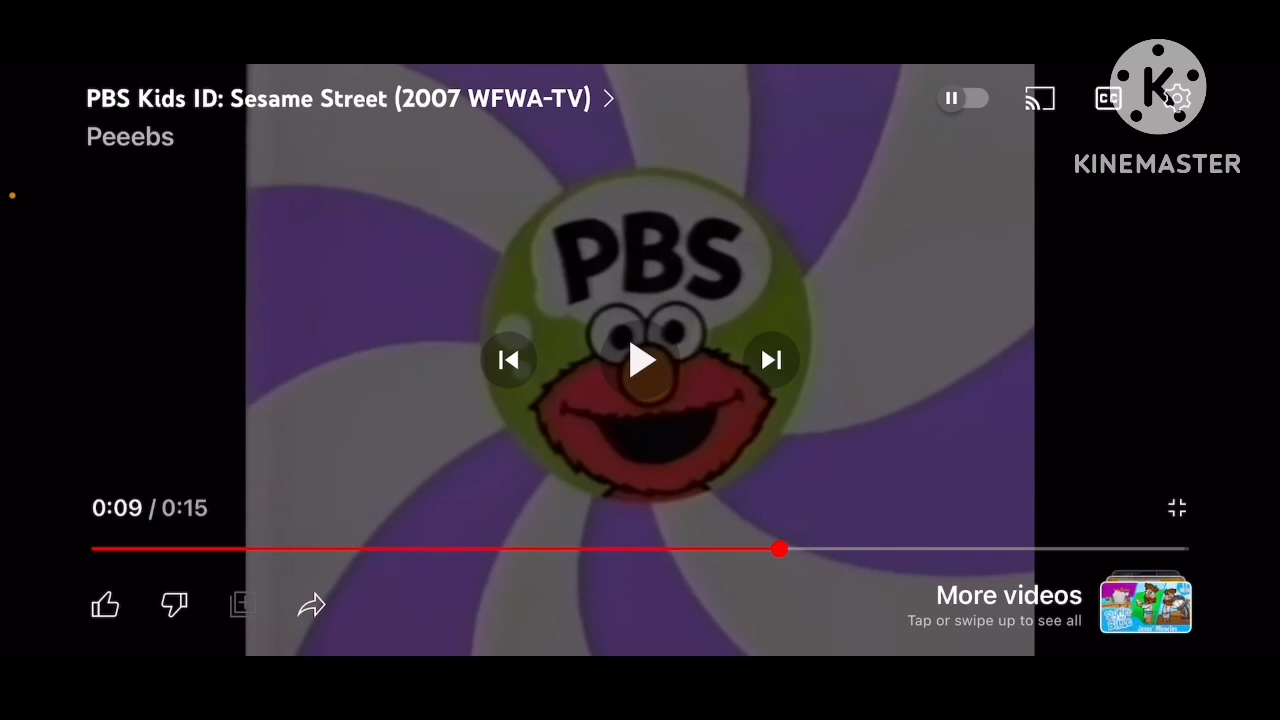 PBS Kids ID: Sesame Street (2007 WFWA-TV)
Peeebs
CC
K
KINEMASTER
PBS
0:09 / 0:15
More videos
Tap or swipe up to see all